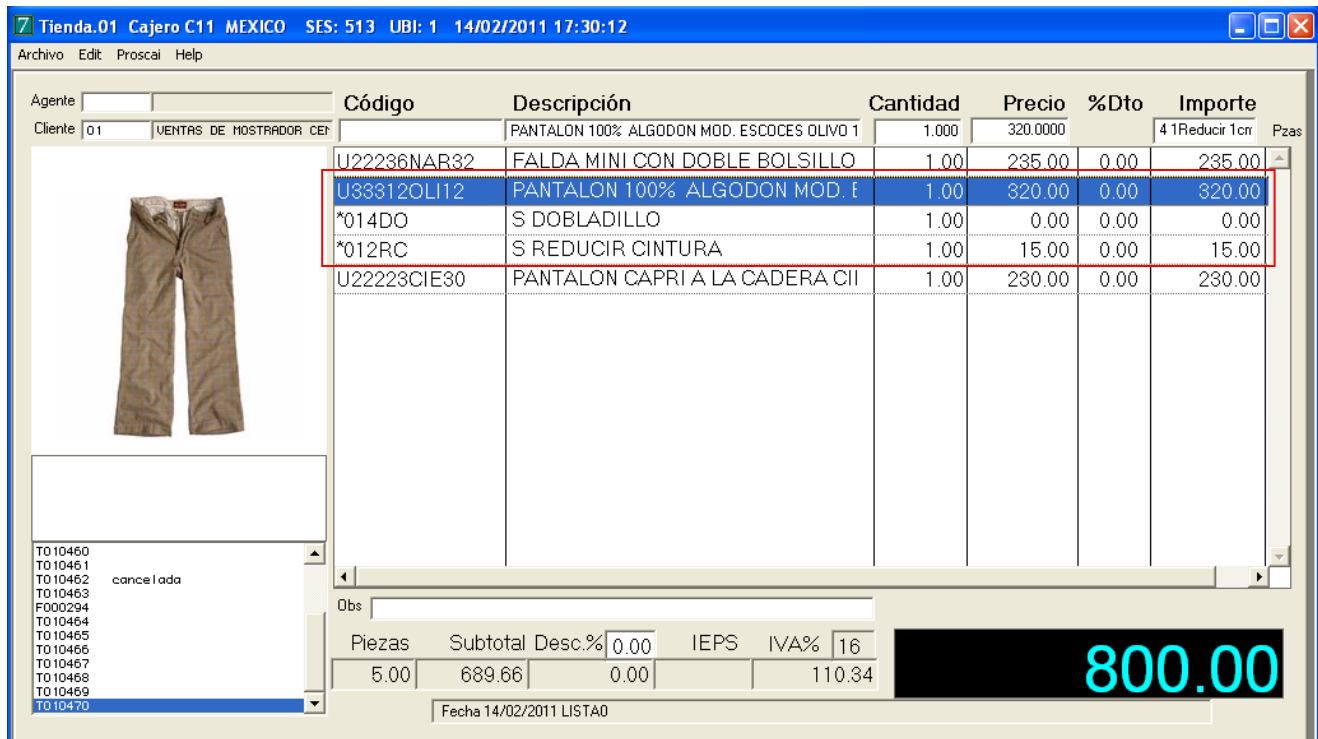 7 Tienda.01 Cajero C11 MEXICO SES: 513 UBI: 1 14/02/2011 17:30:12
Archivo Edit Proscai Help
Agente Código Descripción Cantidad Precio %Dto Importe
Cliente 01 VENTAS DE MOSTRADOR CEN PANTALON 100% ALGODON MOD. ESCOCES OLIVO 1 1.000 320.0000 4 1Reducir 1cm Pzas
U22236NAR32 FALDA MINI CON DOBLE BOLSILLO 1.00 235.00 0.00 235.00
U33312OLI12 PANTALON 100% ALGODON MOD. E 1.00 320.00 0.00 320.00
*014DO S DOBLADILLO 1.00 0.00 0.00 0.00
*012RC S REDUCIR CINTURA 1.00 15.00 0.00 15.00
U22223CIE30 PANTALON CAPRI A LA CADERA CII 1.00 230.00 0.00 230.00
T010460
T010461
T010462 cancelada
T010463
F000294
T010464
T010465
T010466
T010467
T010468
T010469
T010470
Obs
Piezas Subtotal Desc.% 0.00 IEPS IVA% 16
5.00 689.66 0.00 110.34 800.00
Fecha 14/02/2011 LISTA0